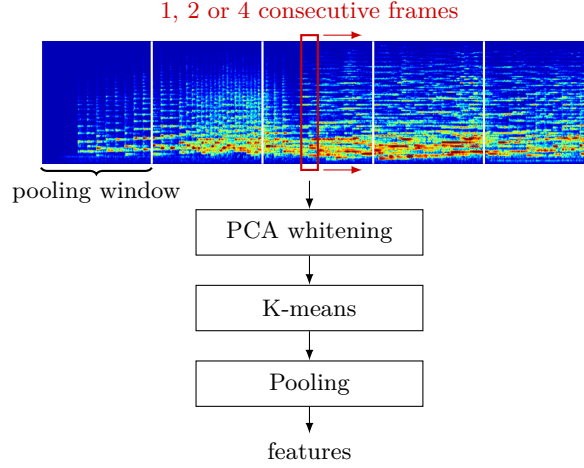 1, 2 or 4 consecutive frames
pooling window
PCA whitening
K-means
Pooling
features